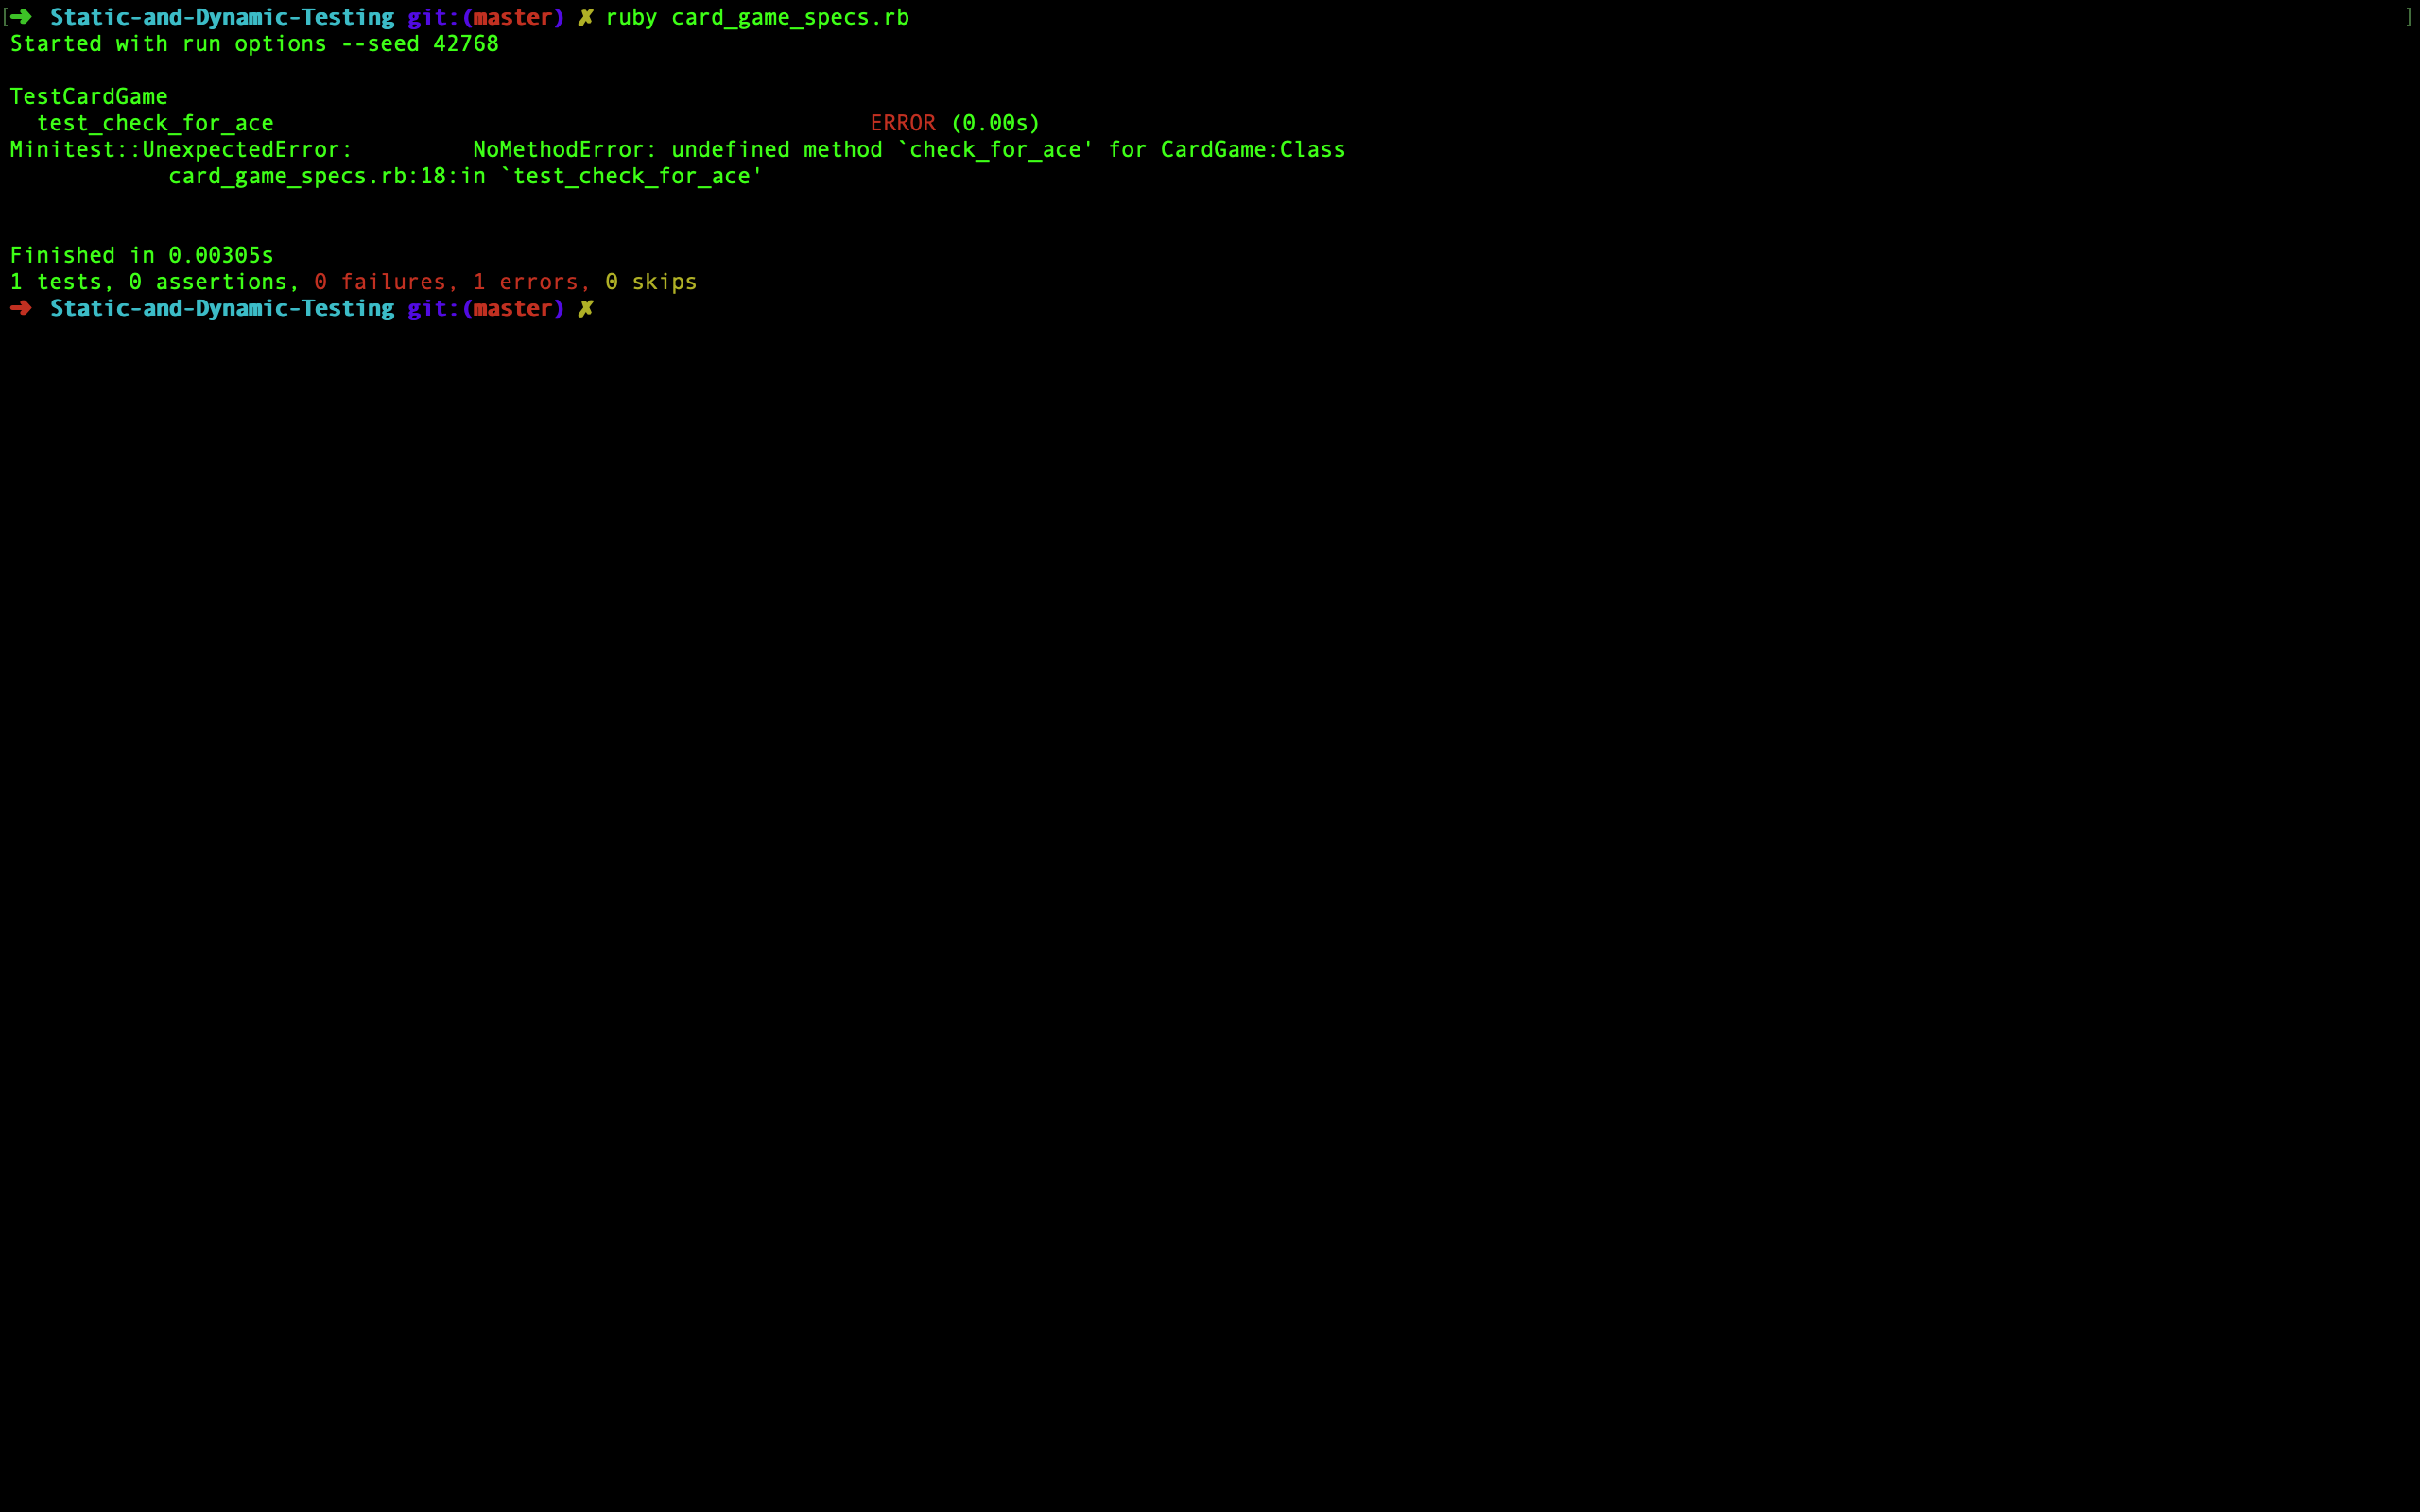 [➜ Static-and-Dynamic-Testing git:(master) ✗ ruby card_game_specs.rb ]
Started with run options --seed 42768
TestCardGame
test_check_for_ace ERROR (0.00s)
Minitest::UnexpectedError: NoMethodError: undefined method `check_for_ace' for CardGame:Class
card_game_specs.rb:18:in `test_check_for_ace'
Finished in 0.00305s
1 tests, 0 assertions, 0 failures, 1 errors, 0 skips
➜ Static-and-Dynamic-Testing git:(master) ✗